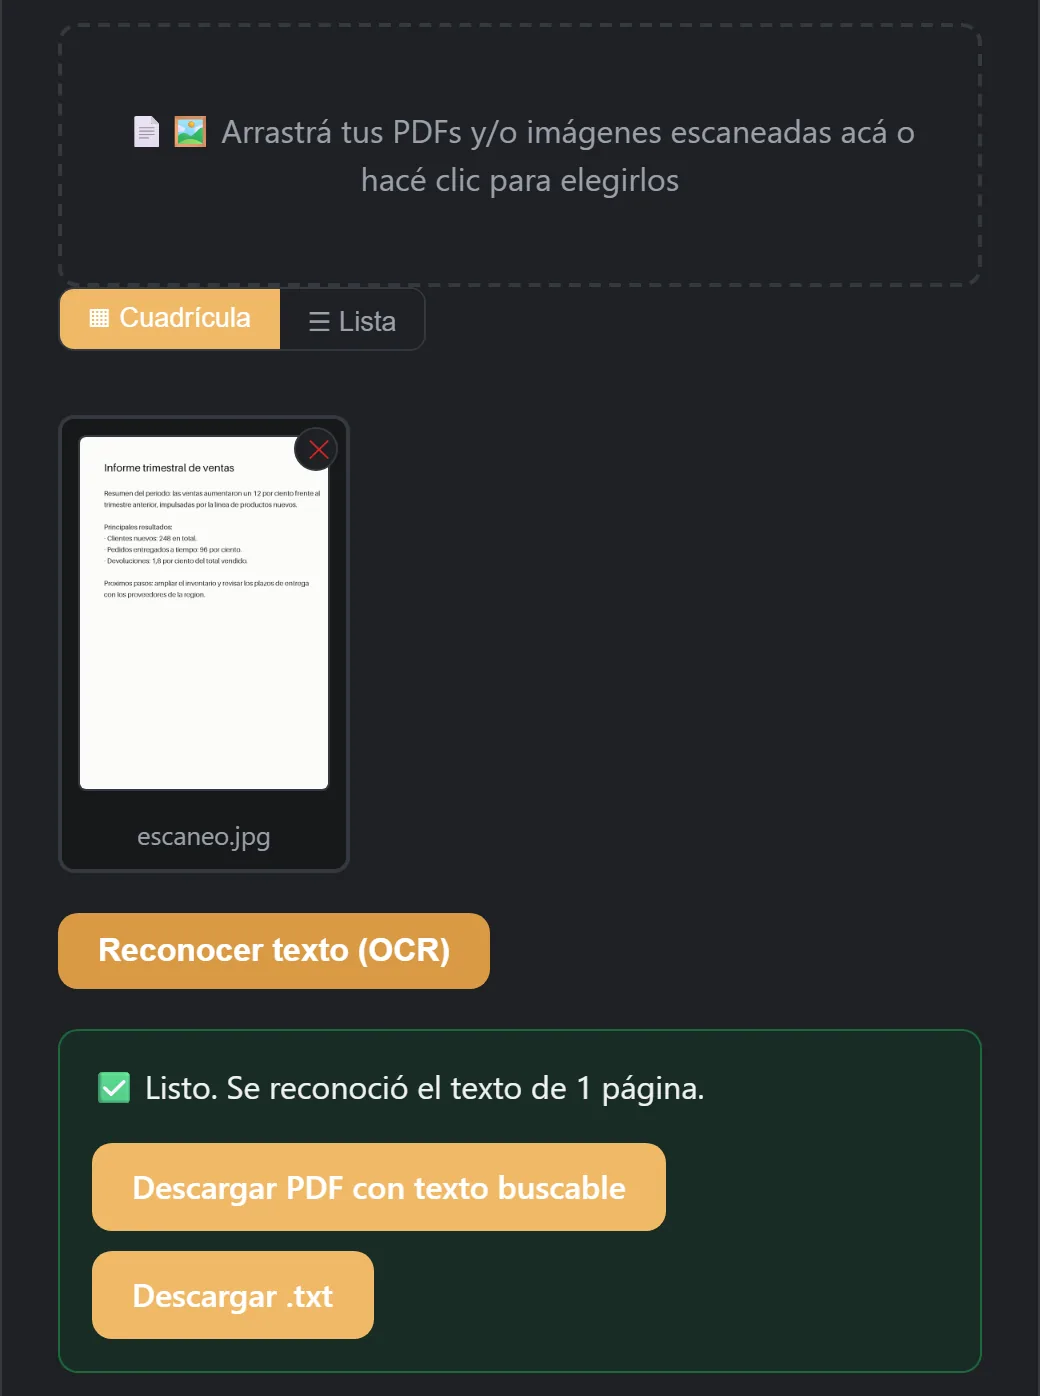 Arrastrá tus PDFs y/o imágenes escaneadas acá o
hacé clic para elegirlos
Cuadrícula
Lista
Informe trimestral de ventas
Resumen del periodo: las ventas aumentaron un 12 por ciento frente al
trimestre anterior, impulsadas por la linea de productos nuevos.
Principales resultados:
- Clientes nuevos: 248 en total.
- Pedidos entregados a tiempo: 96 por ciento.
- Devoluciones: 1,8 por ciento del total vendido.
Proximos pasos: ampliar el inventario y revisar los plazos de entrega
con los proveedores de la region.
escaneo.jpg
Reconocer texto (OCR)
Listo. Se reconoció el texto de 1 página.
Descargar PDF con texto buscable
Descargar .txt